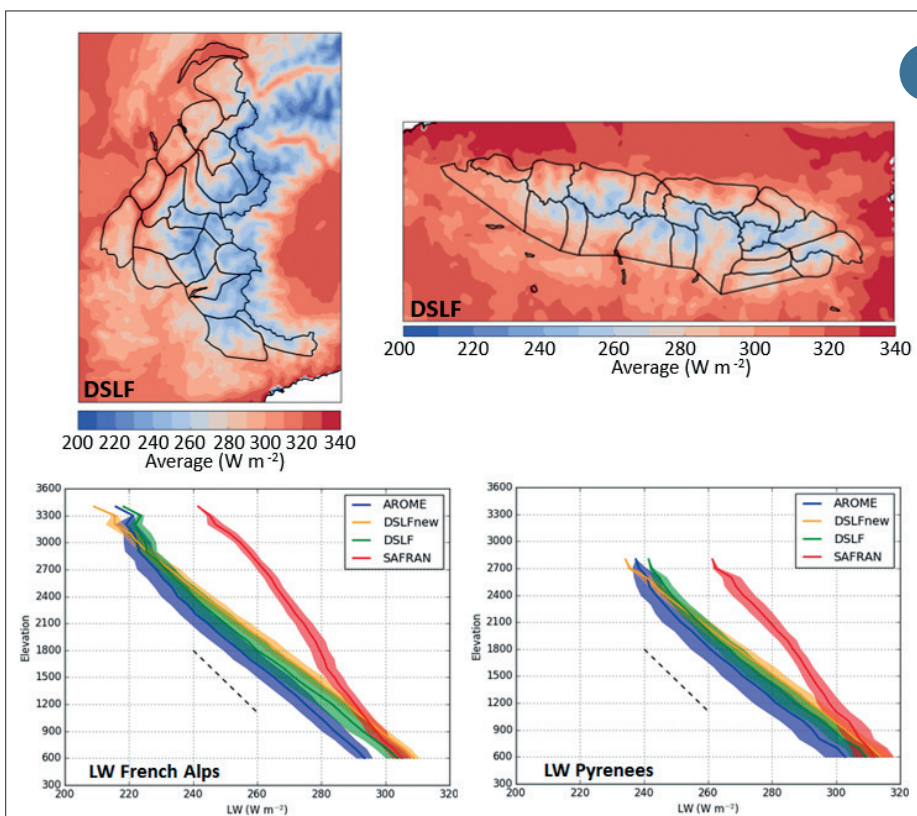 DSLF
200 220 240 260 280 300 320 340
Average (W m⁻²)
DSLF
200 220 240 260 280 300 320 340
Average (W m⁻²)
3600
3300
3000
2700
2400
2100
1800
1500
1200
900
600
Elevation
AROME
DSLFnew
DSLF
SAFRAN
LW French Alps
200 220 240 260 280 300 320
LW (W m⁻²)
3600
3300
3000
2700
2400
2100
1800
1500
1200
900
600
Elevation
AROME
DSLFnew
DSLF
SAFRAN
LW Pyrenees
200 220 240 260 280 300 320
LW (W m⁻²)